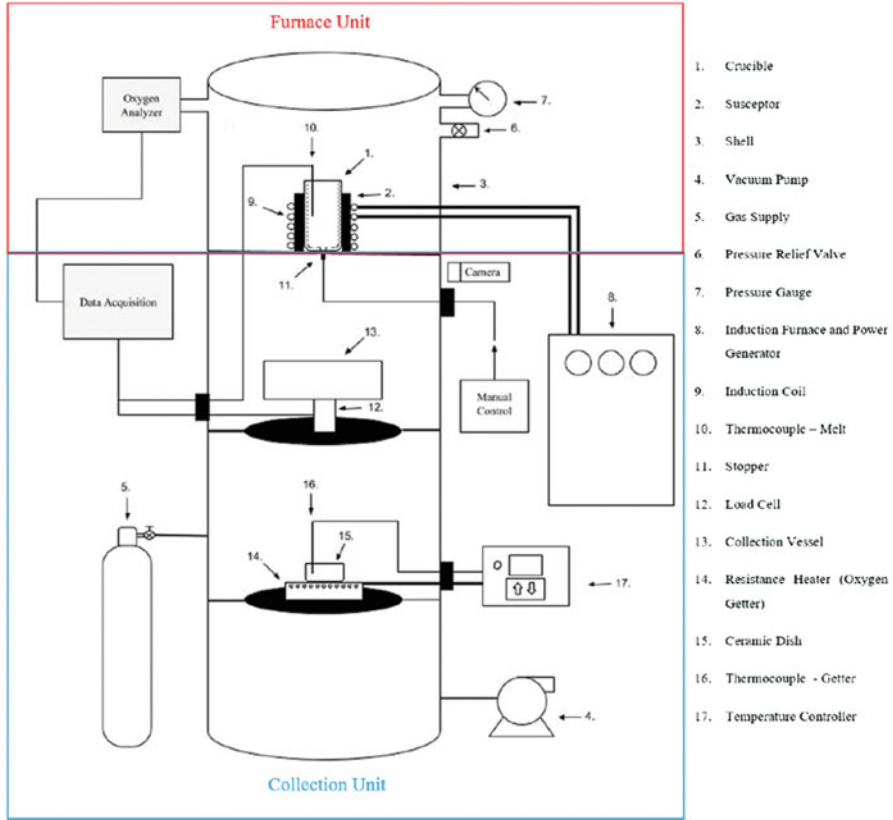 Furnace Unit
Oxygen
Analyzer
7.
6.
10.
1.
2.
3.
9.
11.
Camera
Data Acquisition
8.
13.
Manual
Control
12.
5.
16.
15.
14.
17.
4.
Collection Unit
1. Crucible
2. Susceptor
3. Shell
4. Vacuum Pump
5. Gas Supply
6. Pressure Relief Valve
7. Pressure Gauge
8. Induction Furnace and Power
Generator
9. Induction Coil
10. Thermocouple – Melt
11. Stopper
12. Load Cell
13. Collection Vessel
14. Resistance Heater (Oxygen
Getter)
15. Ceramic Dish
16. Thermocouple - Getter
17. Temperature Controller